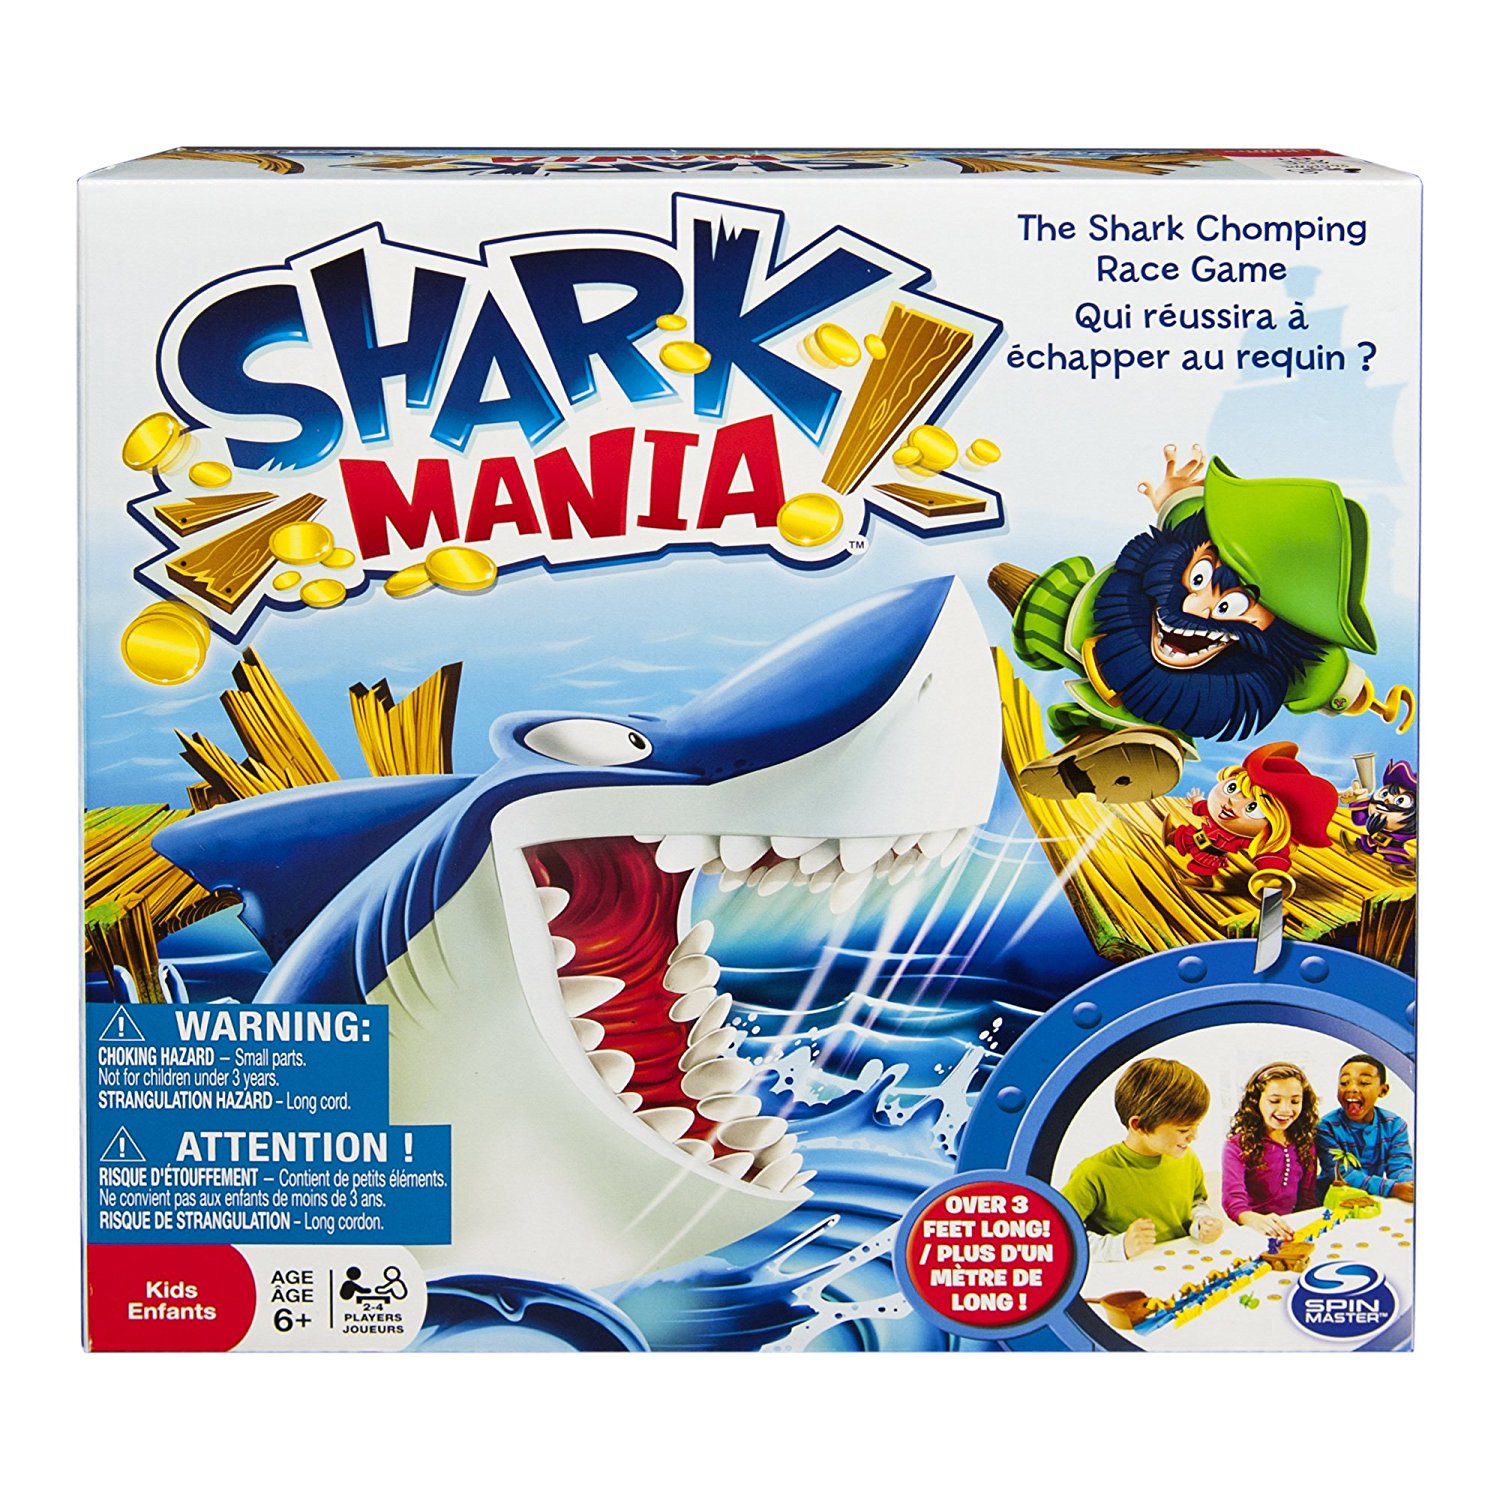 SHARK
MANIA
SHARK
MANIA!
TM
The Shark Chomping
Race Game
Qui réussira à
échapper au requin ?
WARNING:
CHOKING HAZARD – Small parts.
Not for children under 3 years.
STRANGULATION HAZARD – Long cord.
ATTENTION !
RISQUE D'ÉTOUFFEMENT – Contient de petits éléments.
Ne convient pas aux enfants de moins de 3 ans.
RISQUE DE STRANGULATION – Long cordon.
Kids
Enfants
AGE
ÂGE
6+
2-4
PLAYERS
JOUEURS
OVER 3
FEET LONG!
/ PLUS D'UN
MÈTRE DE
LONG !
SPIN
MASTER™